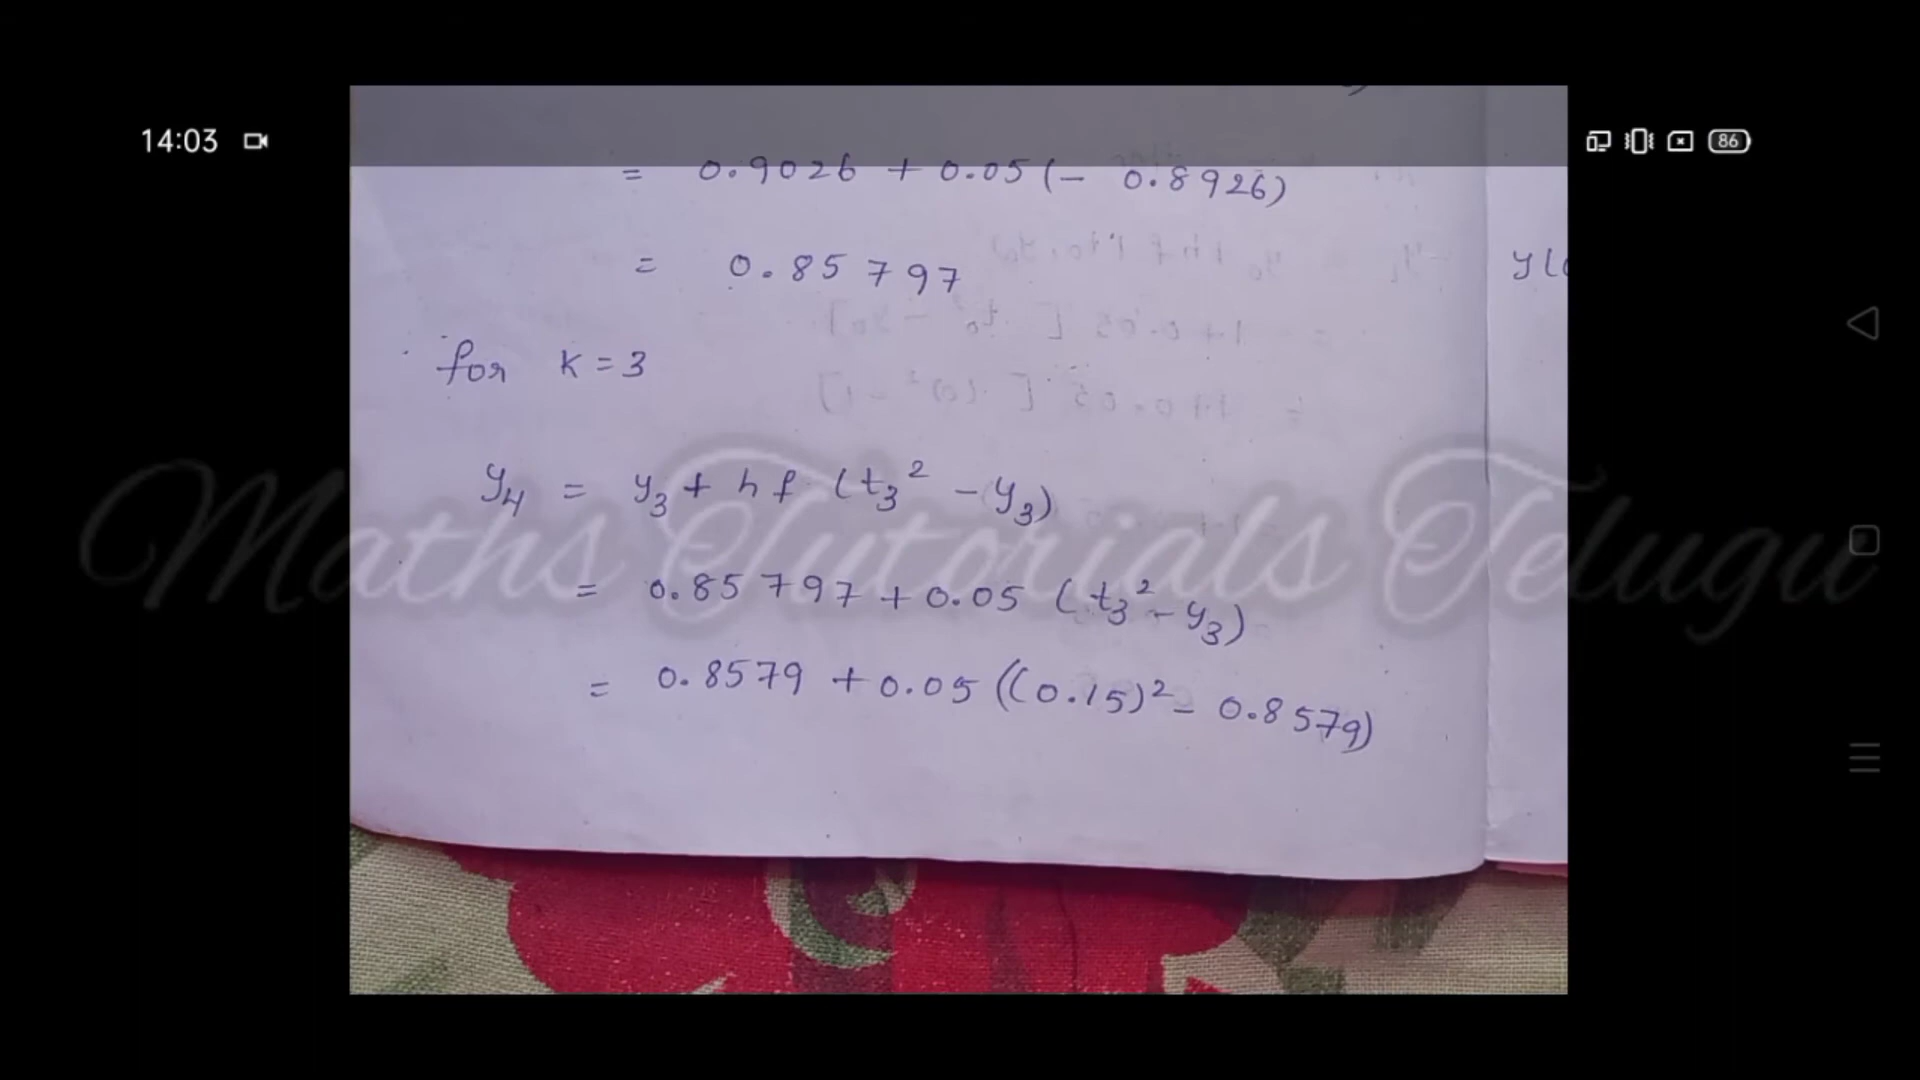 14:03
86
= 0.9026 + 0.05 (- 0.8926)
= 0.85797
y(
for k = 3
y₄ = y₃ + h f (t₃² - y₃)
Maths Tutorials Telugu
= 0.85797 + 0.05 (t₃² - y₃)
= 0.8579 + 0.05 ((0.15)² - 0.8579)